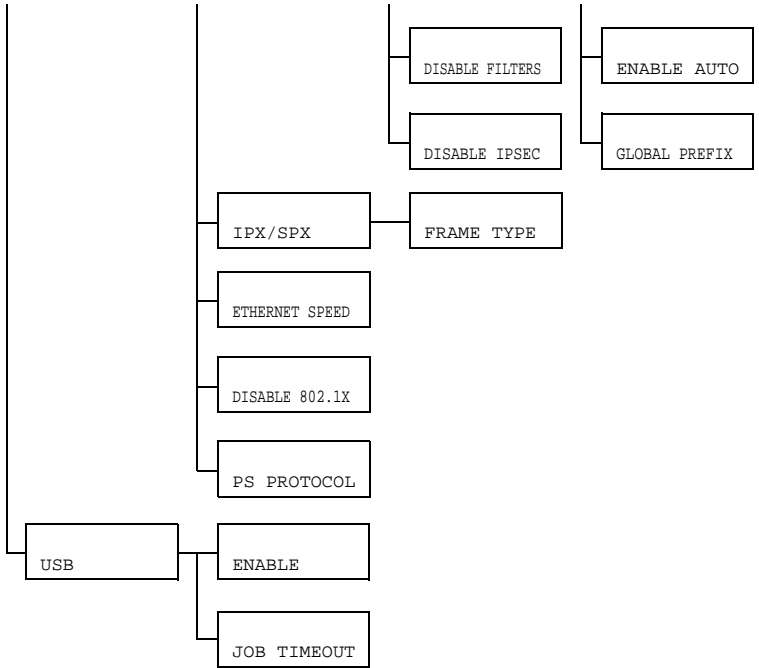 DISABLE FILTERS
ENABLE AUTO
DISABLE IPSEC
GLOBAL PREFIX
IPX/SPX
FRAME TYPE
ETHERNET SPEED
DISABLE 802.1X
PS PROTOCOL
USB
ENABLE
JOB TIMEOUT